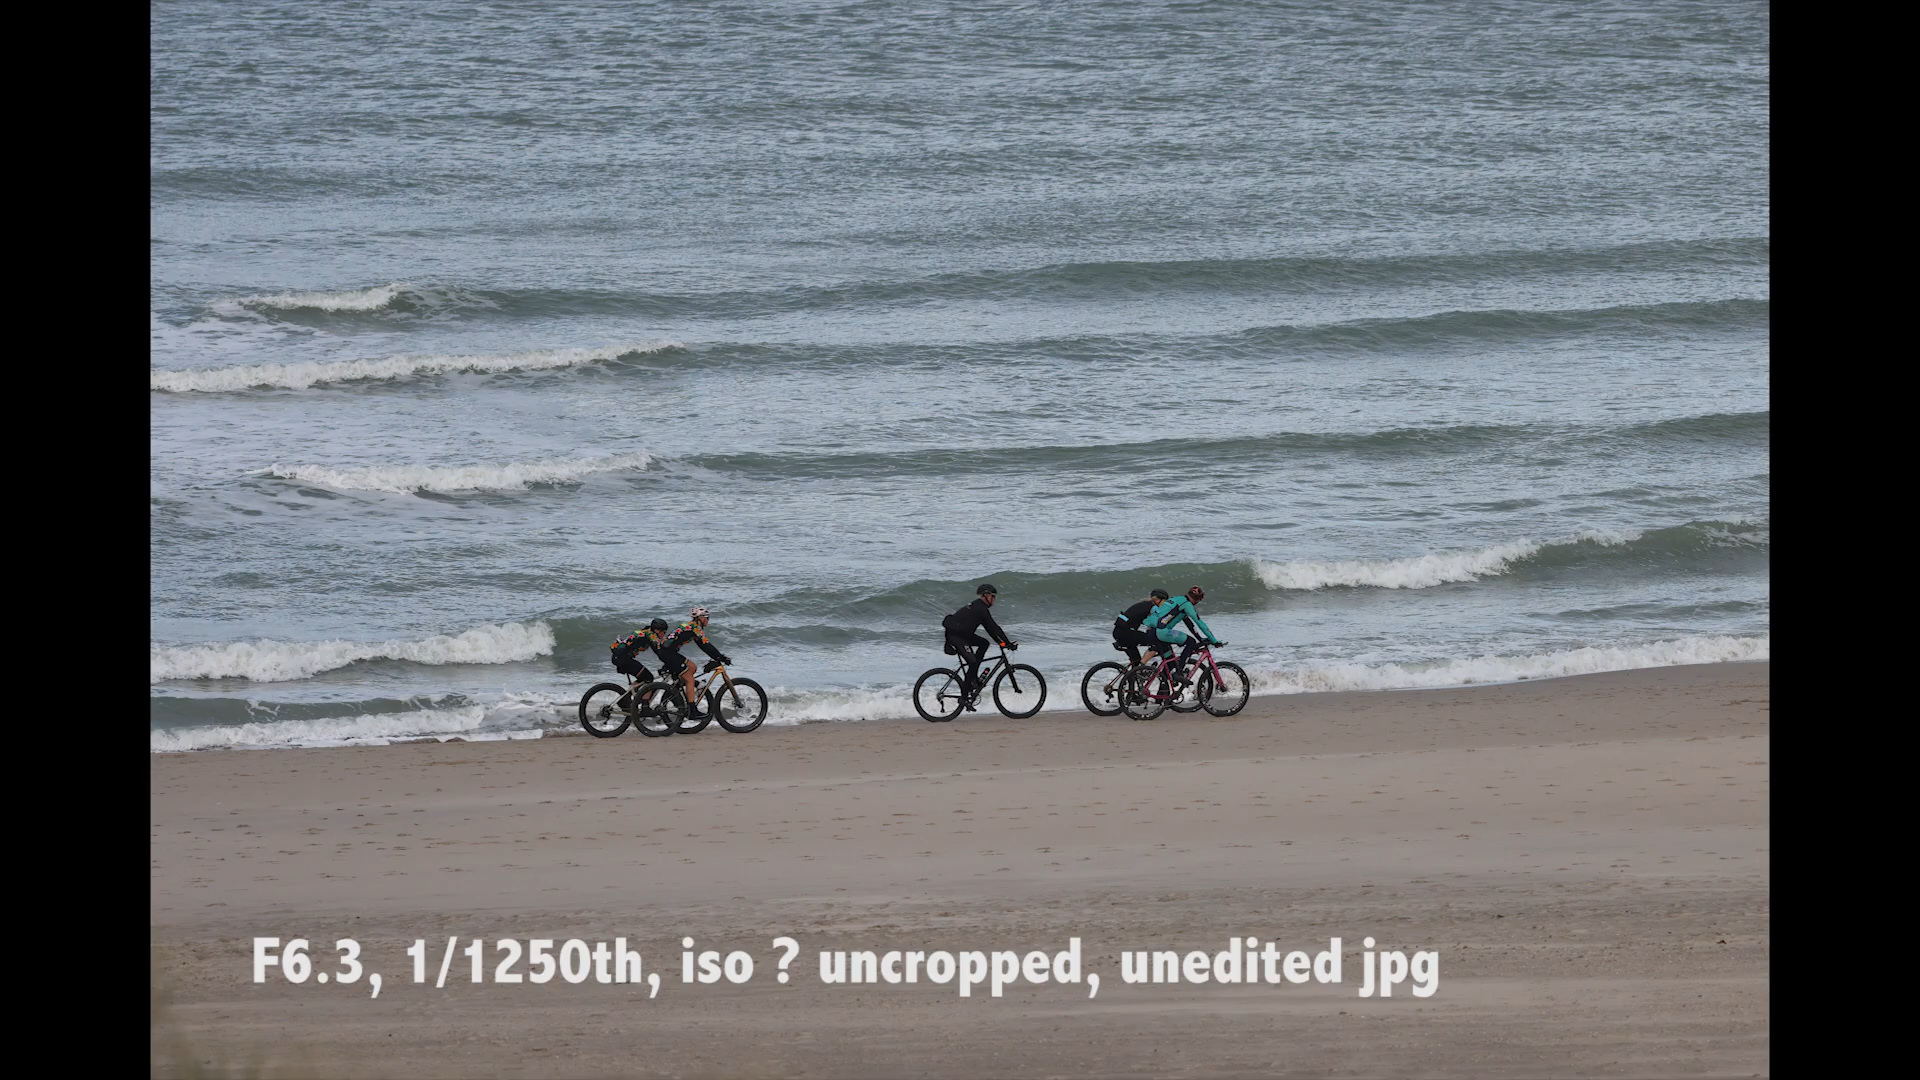 F6.3, 1/1250th, iso ? uncropped, unedited jpg